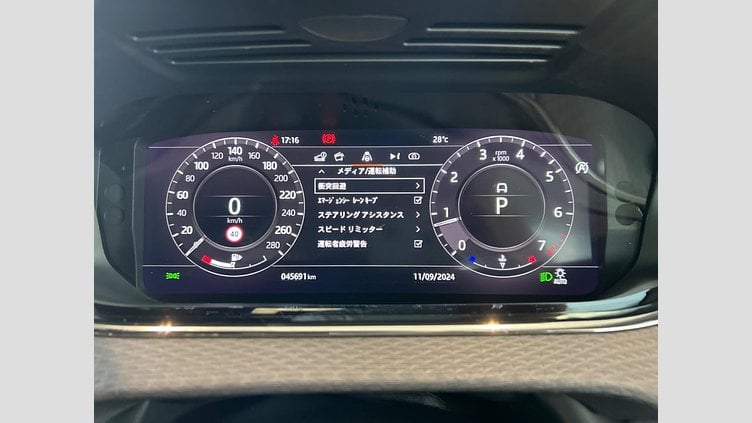 17:16
28℃
メディア/運転補助
衝突回避
エマージェンシー レーンキープ
ステアリング アシスタンス
スピード リミッター
運転者疲労警告
20
60
80
100
120
140
160
180
200
220
240
260
280
km/h
0
km/h
40
0
1
2
3
4
5
6
7
rpm
x 1000
P
045691 km
11/09/2024
AUTO